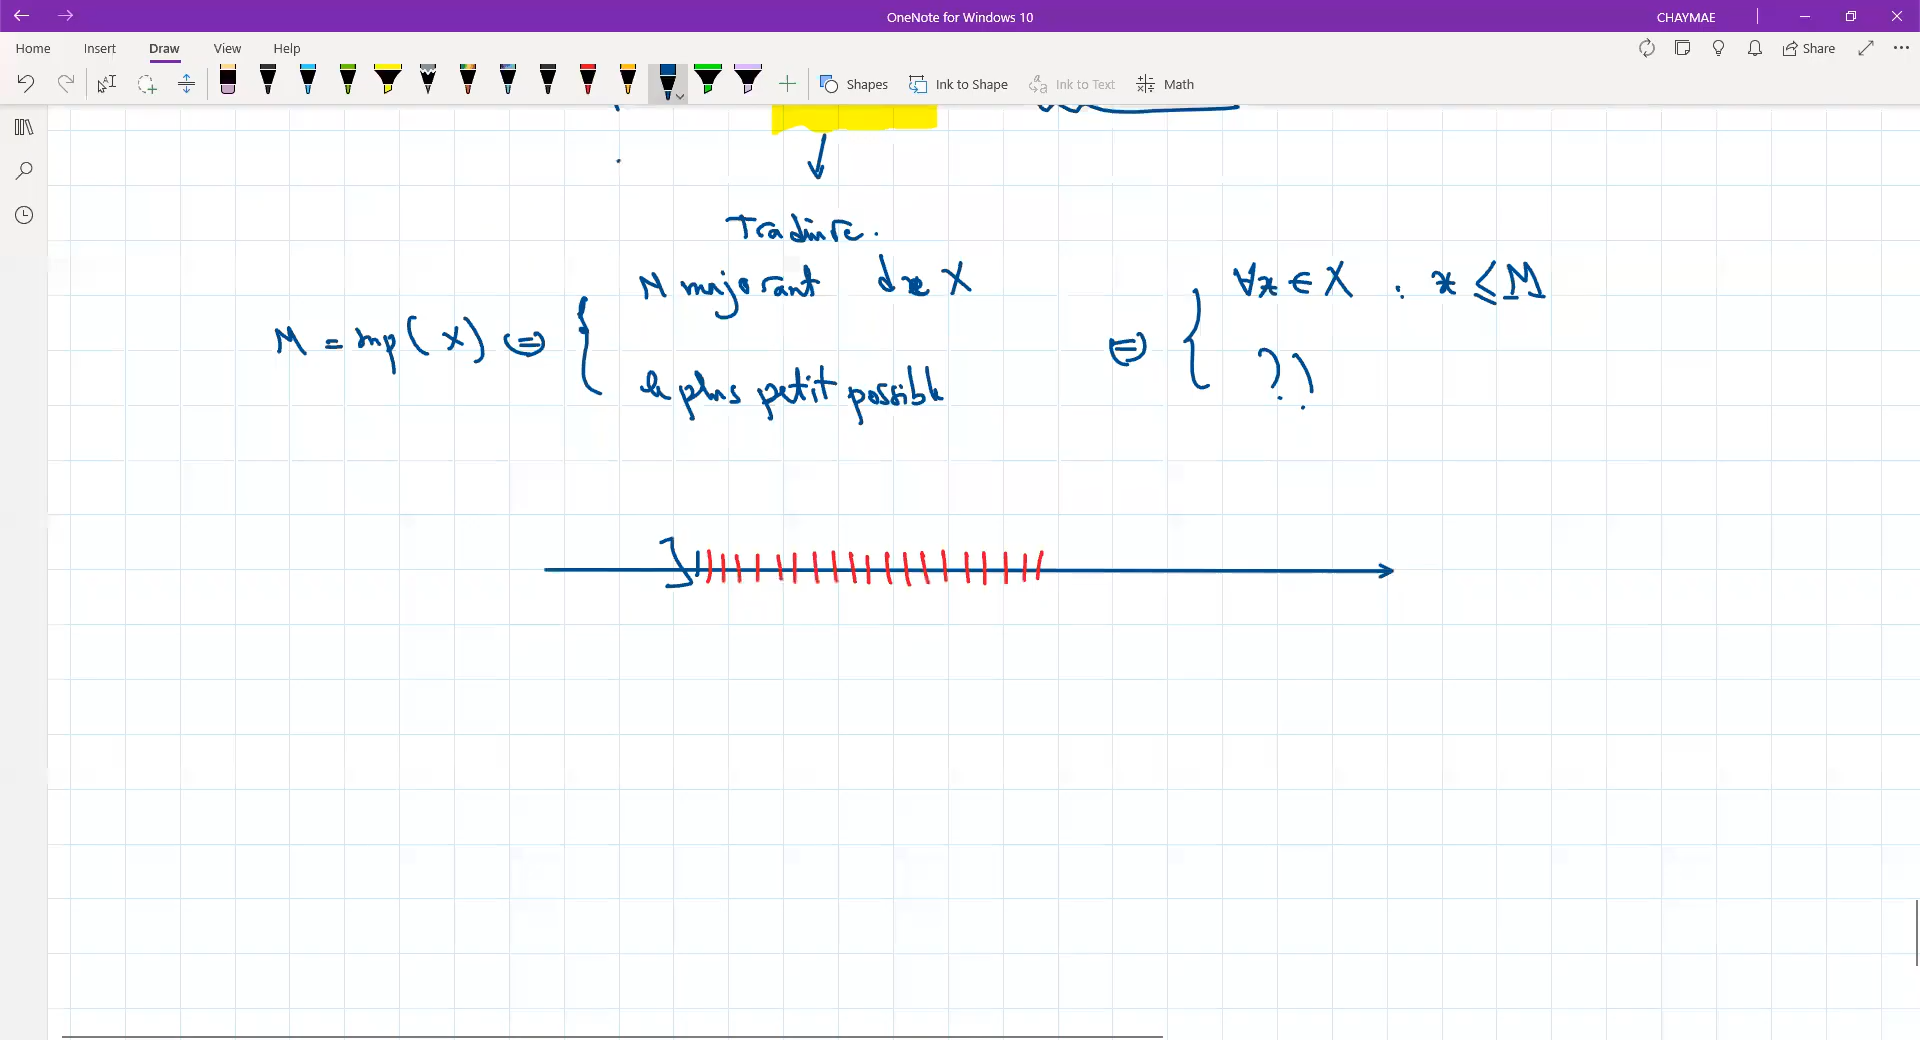 OneNote for Windows 10
CHAYMAE
Home Insert Draw View Help
Share
Shapes Ink to Shape Ink to Text Math
Traduire.
M majorant de X
∀x ∈ X : x ≤ M
M = sup(X) ⇔ { ⇔ {
le plus petit possible
??